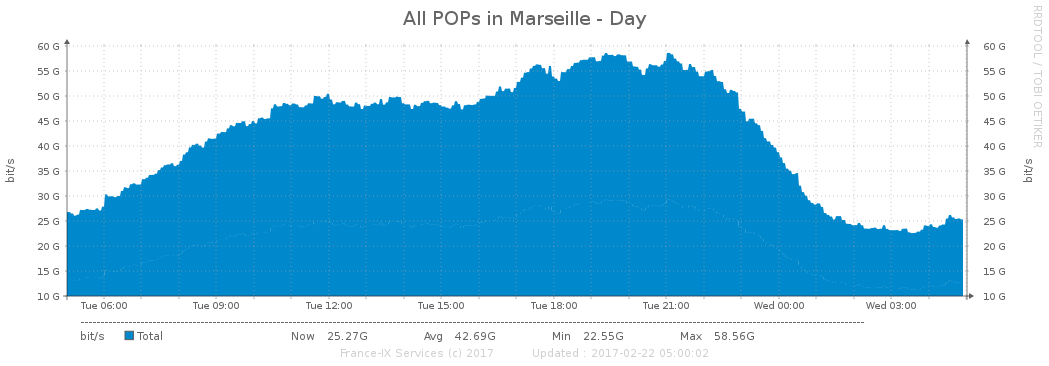 All POPs in Marseille - Day
RRDTOOL / TOBI OETIKER
bit/s
60 G
55 G
50 G
45 G
40 G
35 G
30 G
25 G
20 G
15 G
10 G
60 G
55 G
50 G
45 G
40 G
35 G
30 G
25 G
20 G
15 G
10 G
bit/s
Tue 06:00 Tue 09:00 Tue 12:00 Tue 15:00 Tue 18:00 Tue 21:00 Wed 00:00 Wed 03:00
bit/s Total Now 25.27G Avg 42.69G Min 22.55G Max 58.56G
France-IX Services (c) 2017 Updated : 2017-02-22 05:00:02